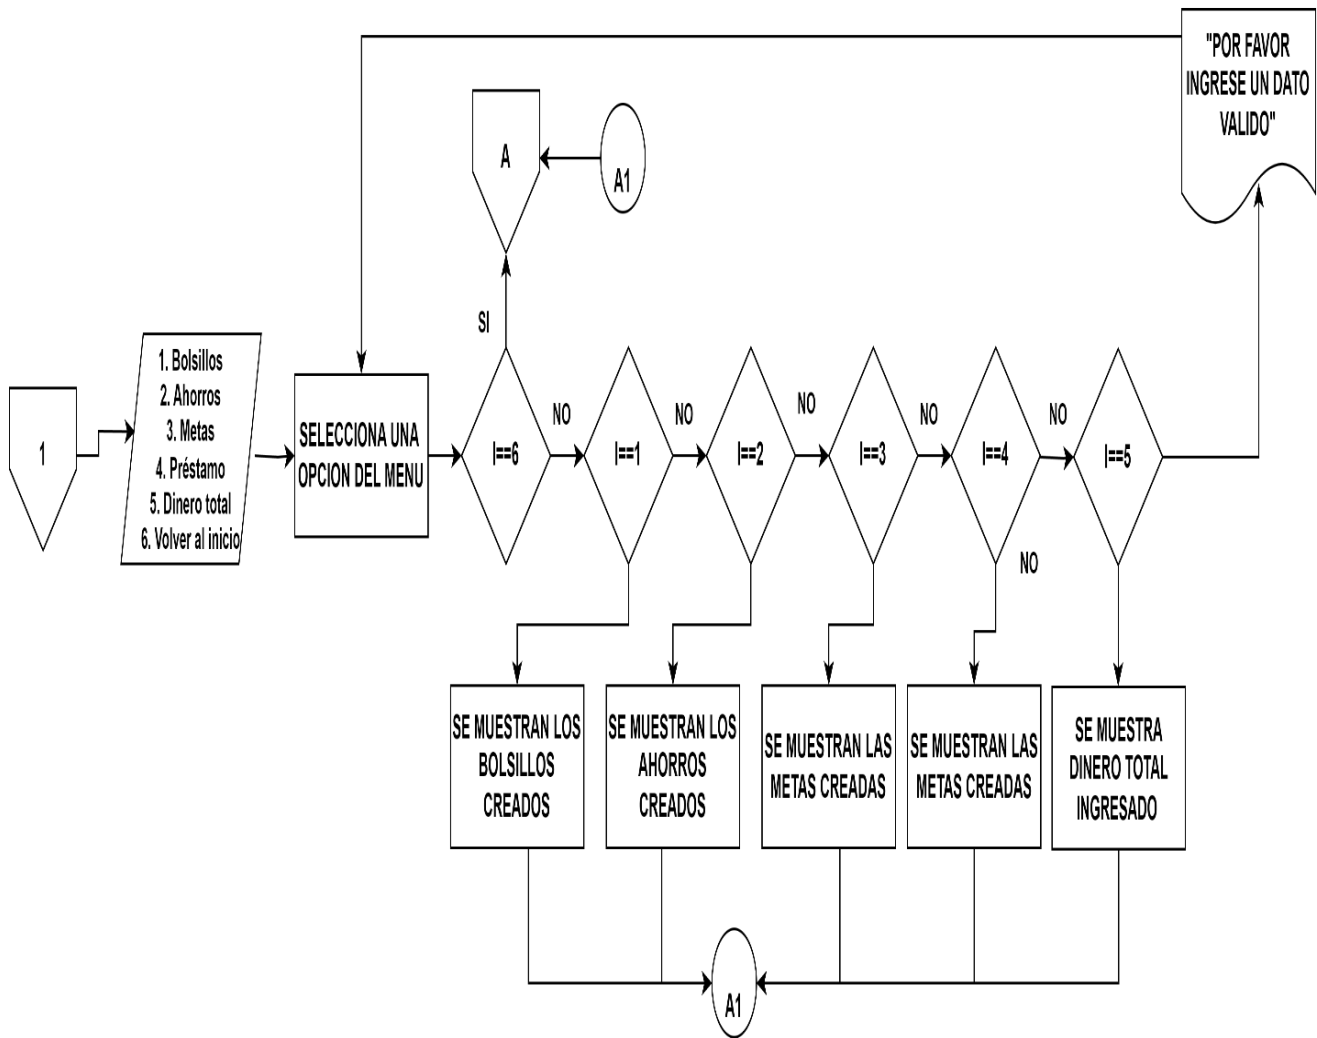 "POR FAVOR
INGRESE UN DATO
VALIDO"
A
A1
SI
1
1. Bolsillos
2. Ahorros
3. Metas
4. Préstamo
5. Dinero total
6. Volver al inicio
SELECCIONA UNA
OPCION DEL MENU
I==6
NO
I==1
NO
I==2
NO
I==3
NO
I==4
NO
I==5
NO
SE MUESTRAN LOS
BOLSILLOS
CREADOS
SE MUESTRAN LOS
AHORROS
CREADOS
SE MUESTRAN LAS
METAS CREADAS
SE MUESTRAN LAS
METAS CREADAS
SE MUESTRA
DINERO TOTAL
INGRESADO
A1